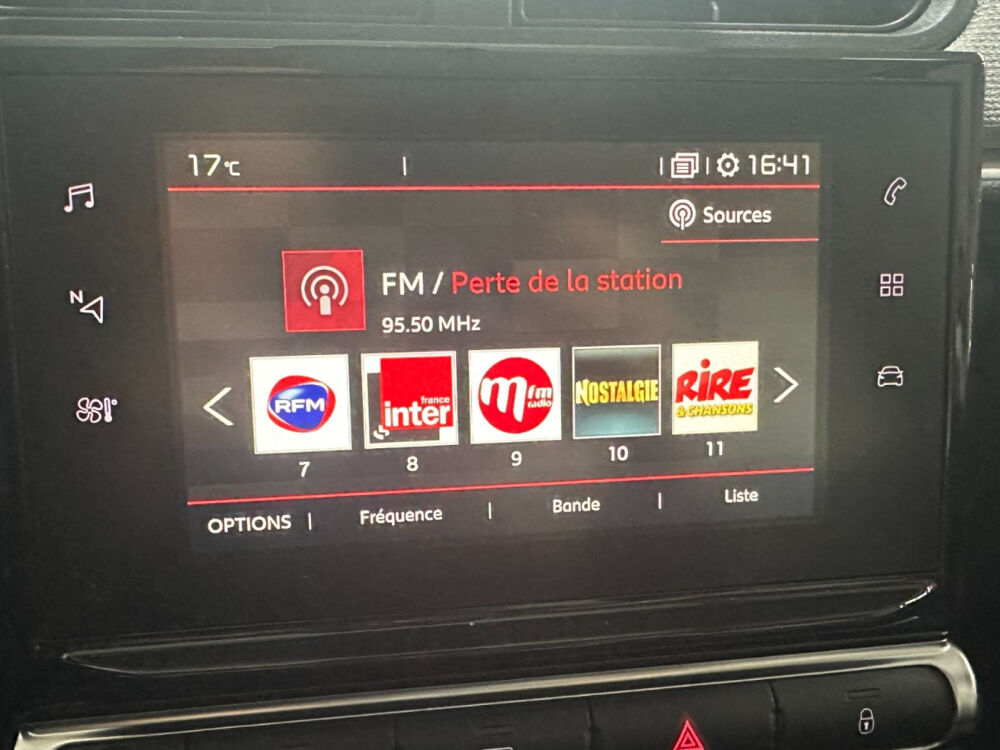 17°C
16:41
Sources
FM / Perte de la station
95.50 MHz
RFM
france
inter
m fm
radio
NOSTALGIE
RIRE
& CHANSONS
7
8
9
10
11
OPTIONS
Fréquence
Bande
Liste
N